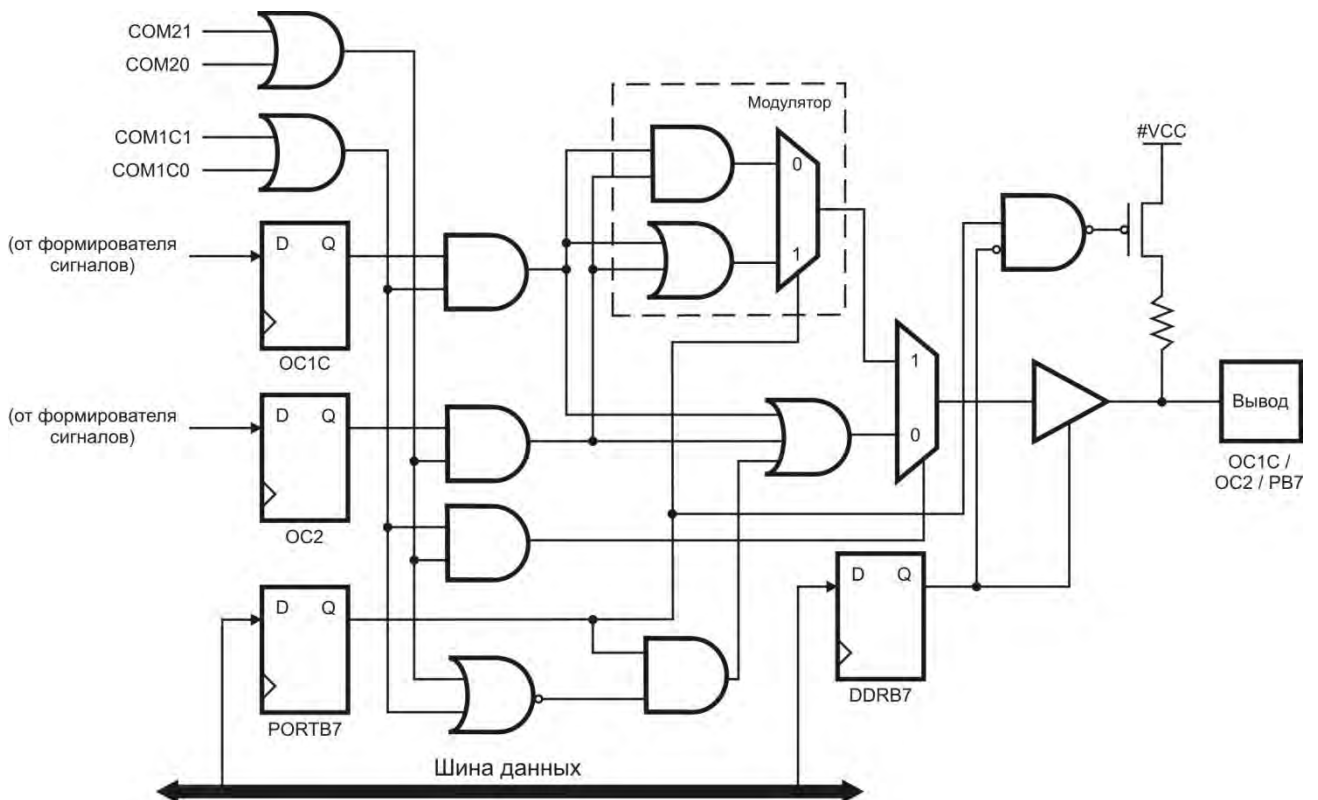 COM21
COM20
COM1C1
COM1C0
Модулятор
0
1
#VCC
(от формирователя
сигналов)
D Q
OC1C
(от формирователя
сигналов)
D Q
OC2
1
0
Вывод
OC1C /
OC2 / PB7
D Q
PORTB7
D Q
DDRB7
Шина данных